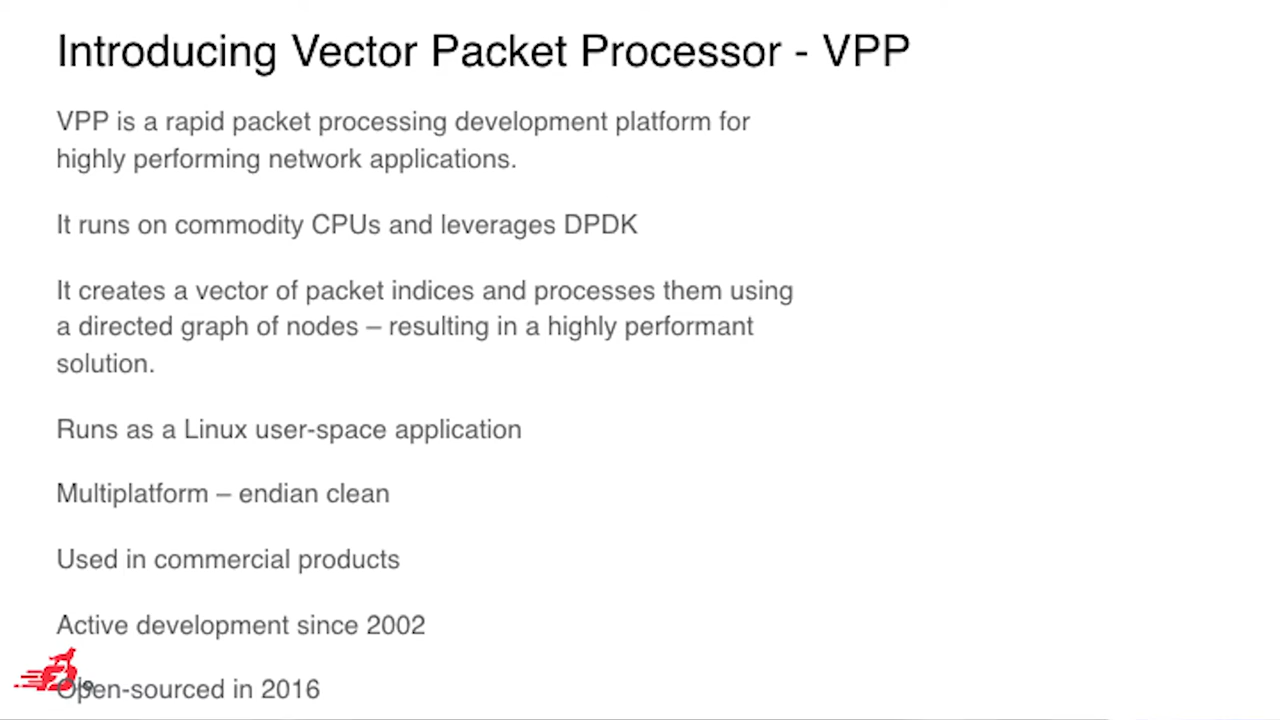 Introducing Vector Packet Processor - VPP
VPP is a rapid packet processing development platform for
highly performing network applications.
It runs on commodity CPUs and leverages DPDK
It creates a vector of packet indices and processes them using
a directed graph of nodes – resulting in a highly performant
solution.
Runs as a Linux user-space application
Multiplatform – endian clean
Used in commercial products
Active development since 2002
Open-sourced in 2016